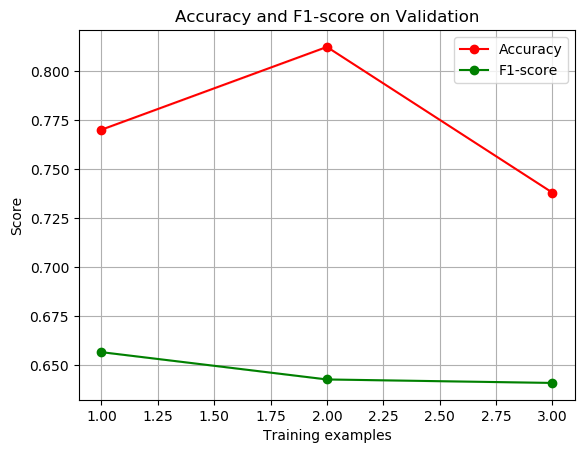 Accuracy and F1-score on Validation
Accuracy
F1-score
0.800
0.775
0.750
0.725
0.700
0.675
0.650
Score
1.00 1.25 1.50 1.75 2.00 2.25 2.50 2.75 3.00
Training examples